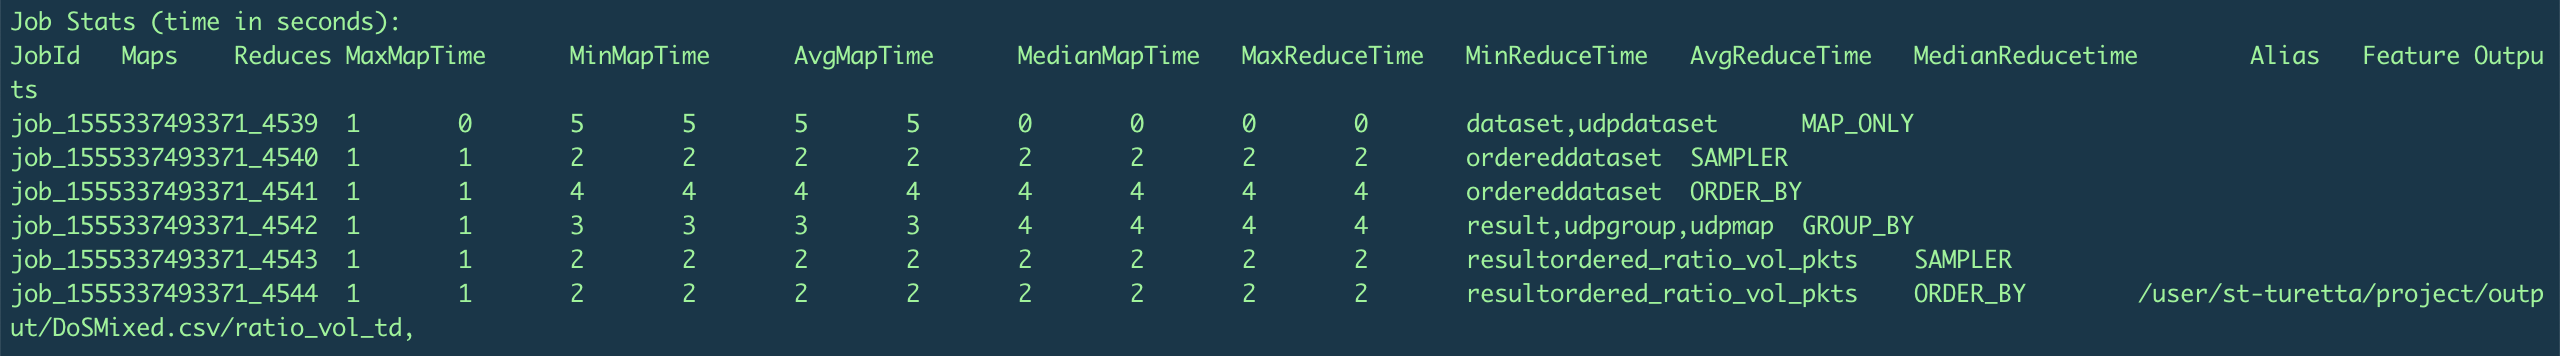 Job Stats (time in seconds):
JobId	Maps	Reduces	MaxMapTime	MinMapTime	AvgMapTime	MedianMapTime	MaxReduceTime	MinReduceTime	AvgReduceTime	MedianReducetime	Alias	Feature	Outpu
ts
job_1555337493371_4539	1	0	5	5	5	5	0	0	0	0	dataset,udpdataset	MAP_ONLY
job_1555337493371_4540	1	1	2	2	2	2	2	2	2	2	ordereddataset	SAMPLER
job_1555337493371_4541	1	1	4	4	4	4	4	4	4	4	ordereddataset	ORDER_BY
job_1555337493371_4542	1	1	3	3	3	3	4	4	4	4	result,udpgroup,udpmap	GROUP_BY
job_1555337493371_4543	1	1	2	2	2	2	2	2	2	2	resultordered_ratio_vol_pkts	SAMPLER
job_1555337493371_4544	1	1	2	2	2	2	2	2	2	2	resultordered_ratio_vol_pkts	ORDER_BY	/user/st-turetta/project/outp
ut/DoSMixed.csv/ratio_vol_td,